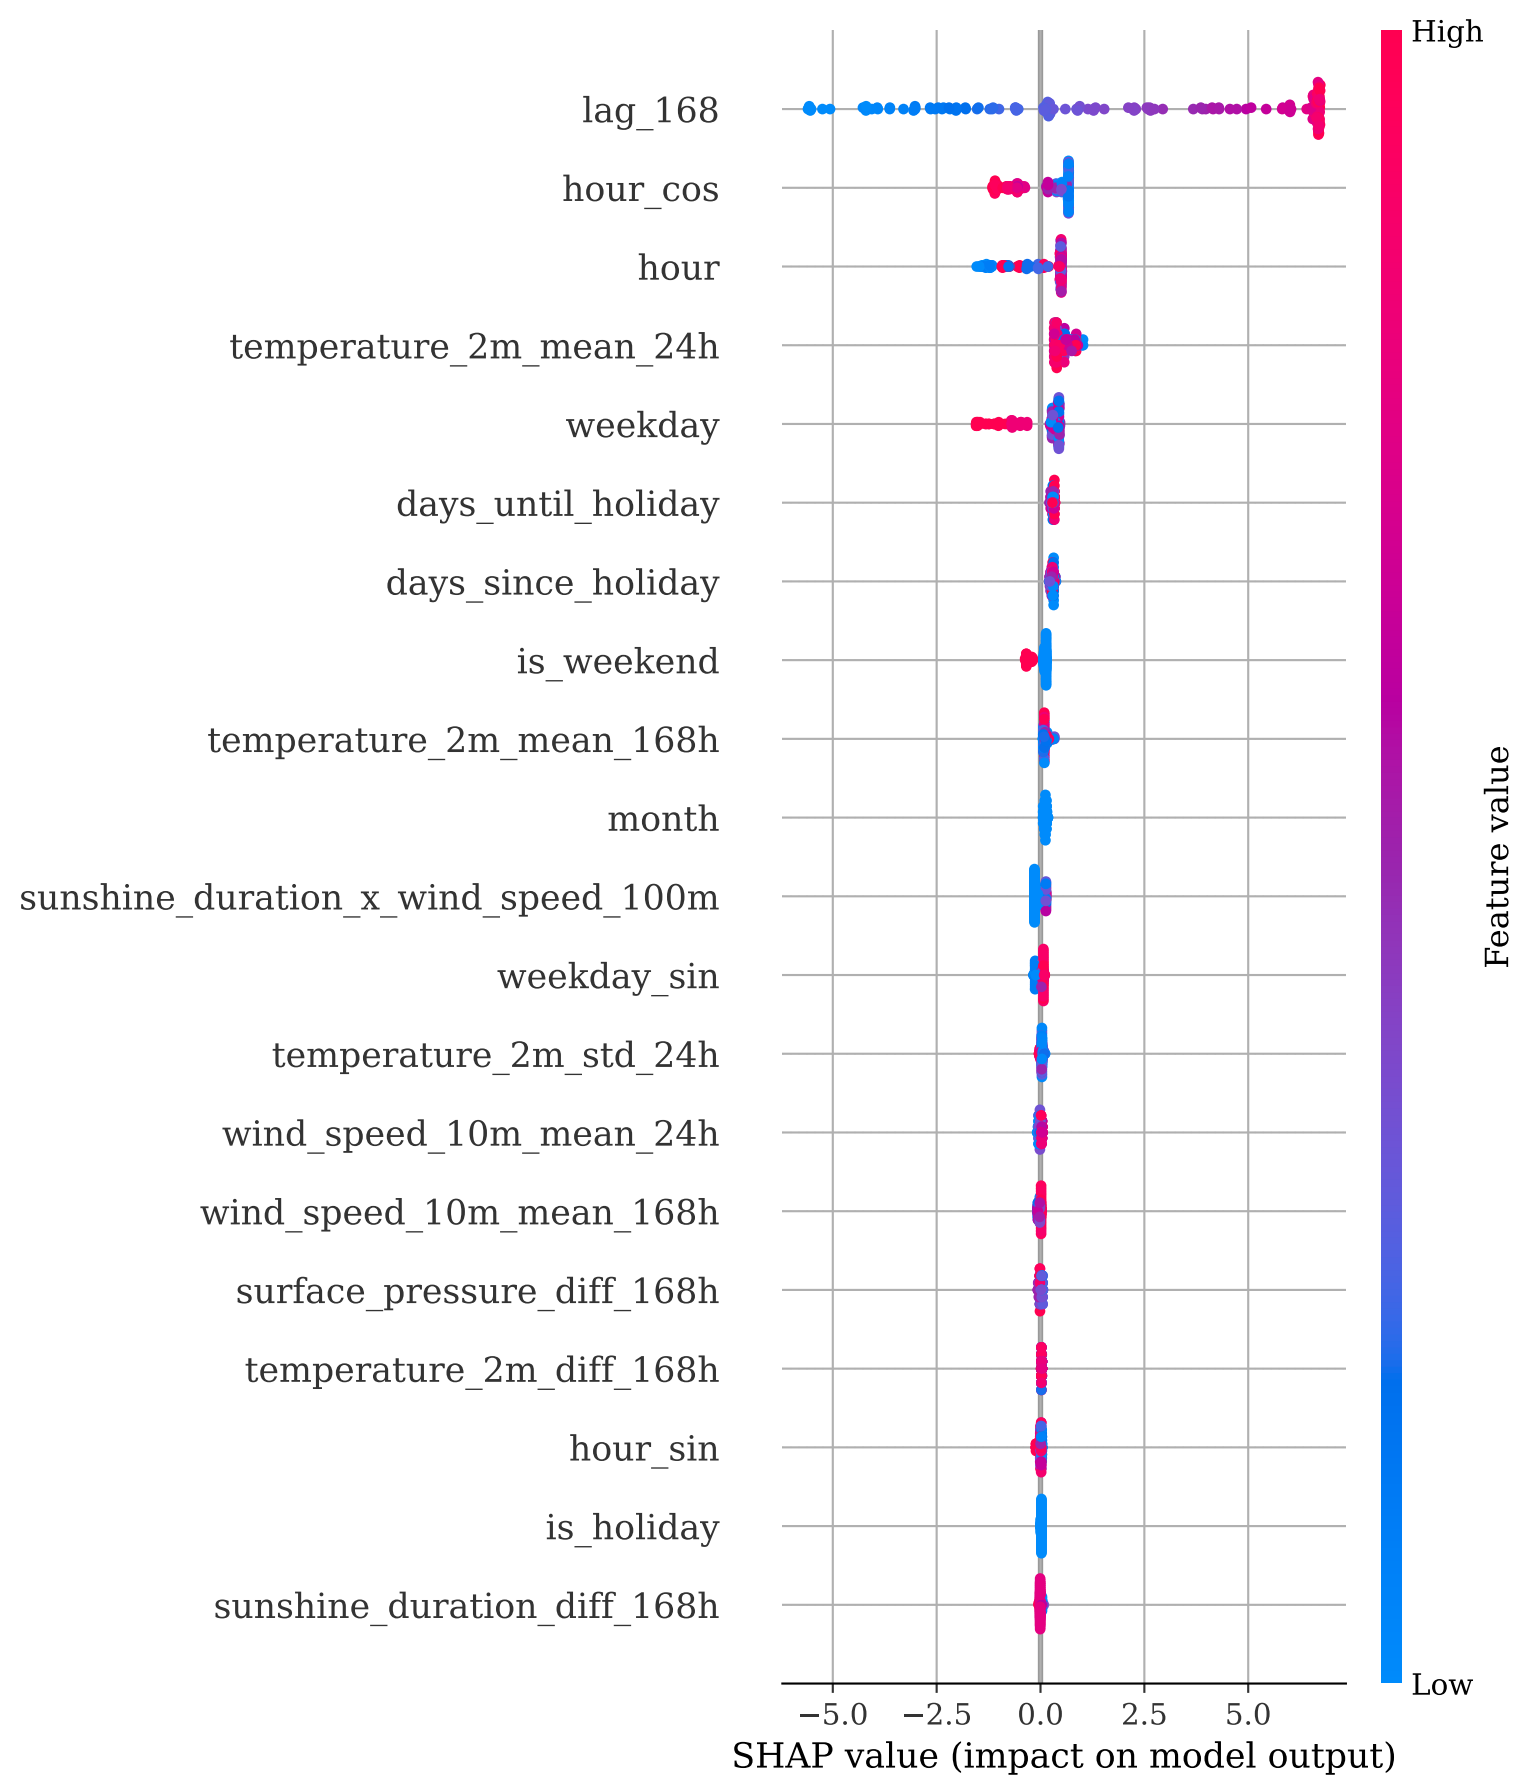 High
lag_168
hour_cos
hour
temperature_2m_mean_24h
weekday
days_until_holiday
days_since_holiday
is_weekend
temperature_2m_mean_168h
month
sunshine_duration_x_wind_speed_100m
weekday_sin
temperature_2m_std_24h
wind_speed_10m_mean_24h
wind_speed_10m_mean_168h
surface_pressure_diff_168h
temperature_2m_diff_168h
hour_sin
is_holiday
sunshine_duration_diff_168h
Feature value
Low
−5.0 −2.5 0.0 2.5 5.0
SHAP value (impact on model output)